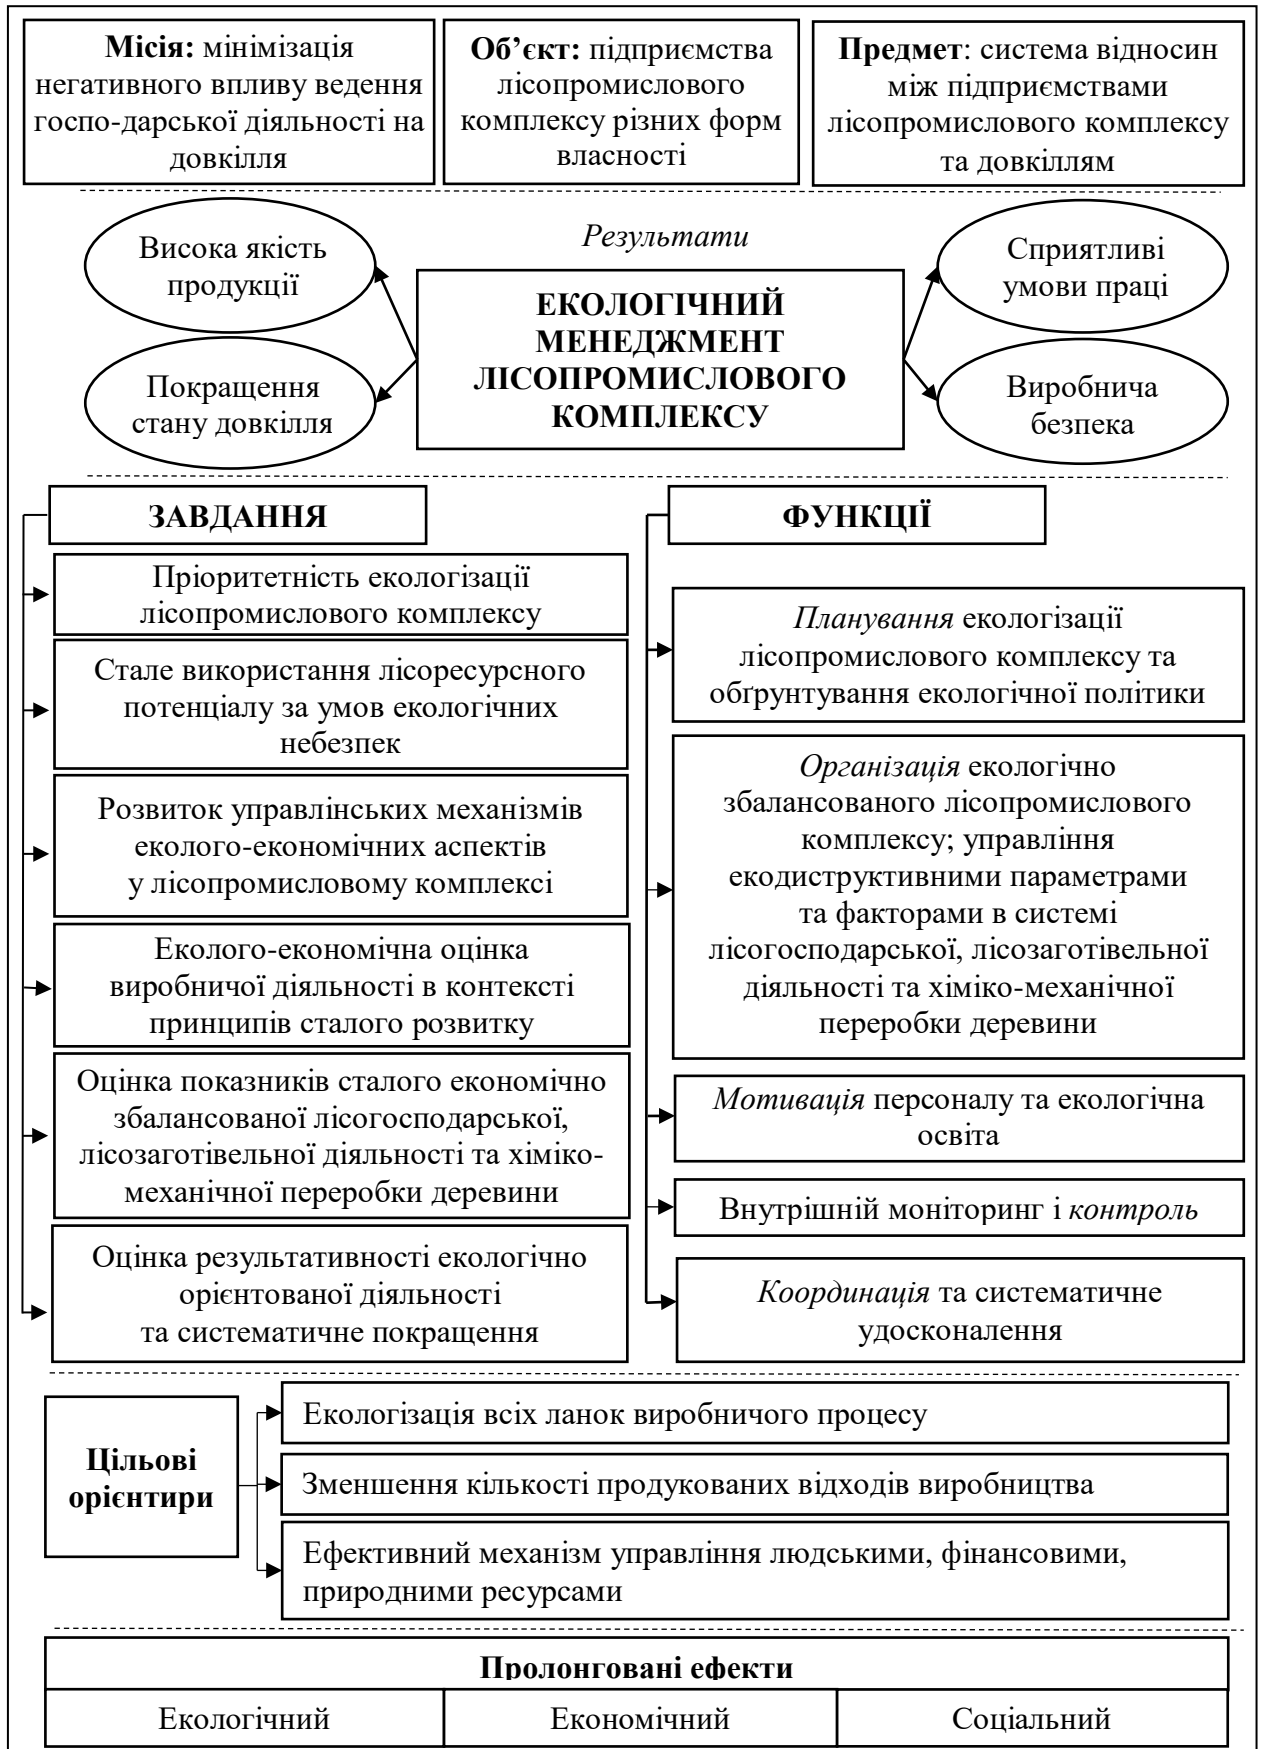 Місія: мінімізація
негативного впливу ведення
госпо-дарської діяльності на
довкілля
Об’єкт: підприємства
лісопромислового
комплексу різних форм
власності
Предмет: система відносин
між підприємствами
лісопромислового комплексу
та довкіллям
Результати
Висока якість
продукції
Покращення
стану довкілля
ЕКОЛОГІЧНИЙ
МЕНЕДЖМЕНТ
ЛІСОПРОМИСЛОВОГО
КОМПЛЕКСУ
Сприятливі
умови праці
Виробнича
безпека
ЗАВДАННЯ
Пріоритетність екологізації
лісопромислового комплексу
Стале використання лісоресурсного
потенціалу за умов екологічних
небезпек
Розвиток управлінських механізмів
еколого-економічних аспектів
у лісопромисловому комплексі
Еколого-економічна оцінка
виробничої діяльності в контексті
принципів сталого розвитку
Оцінка показників сталого економічно
збалансованої лісогосподарської,
лісозаготівельної діяльності та хіміко-
механічної переробки деревини
Оцінка результативності екологічно
орієнтованої діяльності
та систематичне покращення
ФУНКЦІЇ
Планування екологізації
лісопромислового комплексу та
обґрунтування екологічної політики
Організація екологічно
збалансованого лісопромислового
комплексу; управління
екодиструктивними параметрами
та факторами в системі
лісогосподарської, лісозаготівельної
діяльності та хіміко-механічної
переробки деревини
Мотивація персоналу та екологічна
освіта
Внутрішній моніторинг і контроль
Координація та систематичне
удосконалення
Цільові
орієнтири
Екологізація всіх ланок виробничого процесу
Зменшення кількості продукованих відходів виробництва
Ефективний механізм управління людськими, фінансовими,
природними ресурсами
Пролонговані ефекти
Екологічний
Економічний
Соціальний